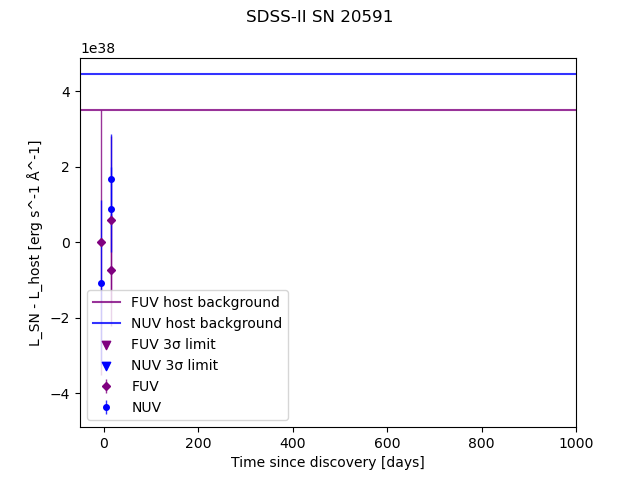 SDSS-II SN 20591
1e38
L_SN - L_host [erg s^-1 Å^-1]
4
2
0
−2
−4
FUV host background
NUV host background
FUV 3σ limit
NUV 3σ limit
FUV
NUV
0 200 400 600 800 1000
Time since discovery [days]